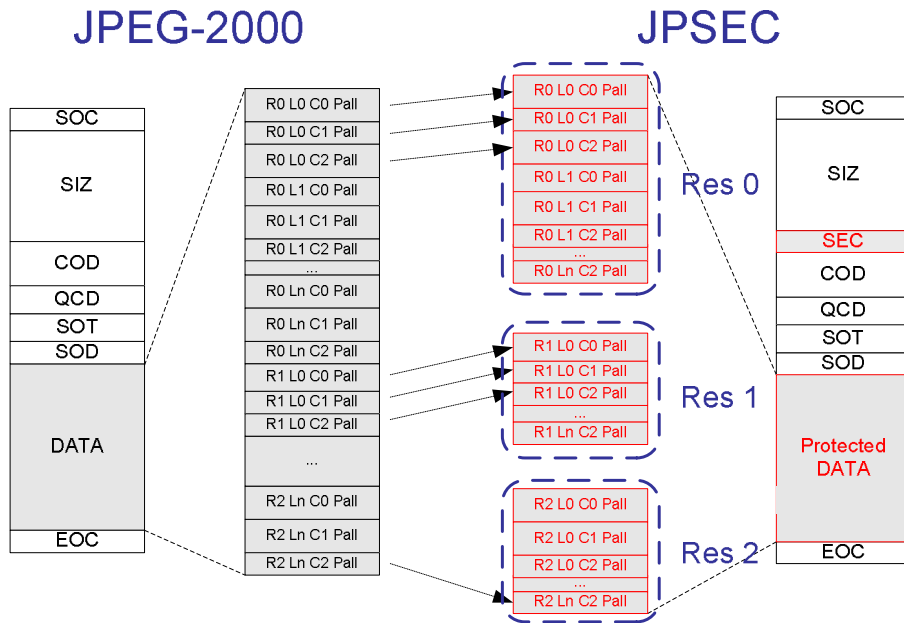 JPEG-2000
JPSEC
SOC
SIZ
COD
QCD
SOT
SOD
DATA
EOC
R0 L0 C0 Pall
R0 L0 C1 Pall
R0 L0 C2 Pall
R0 L1 C0 Pall
R0 L1 C1 Pall
R0 L1 C2 Pall
...
R0 Ln C0 Pall
R0 Ln C1 Pall
R0 Ln C2 Pall
R1 L0 C0 Pall
R1 L0 C1 Pall
R1 L0 C2 Pall
...
R2 Ln C0 Pall
R2 Ln C1 Pall
R2 Ln C2 Pall
R0 L0 C0 Pall
R0 L0 C1 Pall
R0 L0 C2 Pall
R0 L1 C0 Pall
R0 L1 C1 Pall
R0 L1 C2 Pall
...
R0 Ln C2 Pall
Res 0
R1 L0 C0 Pall
R1 L0 C1 Pall
R1 L0 C2 Pall
...
R1 Ln C2 Pall
Res 1
R2 L0 C0 Pall
R2 L0 C1 Pall
R2 L0 C2 Pall
...
R2 Ln C2 Pall
Res 2
SOC
SIZ
SEC
COD
QCD
SOT
SOD
Protected
DATA
EOC